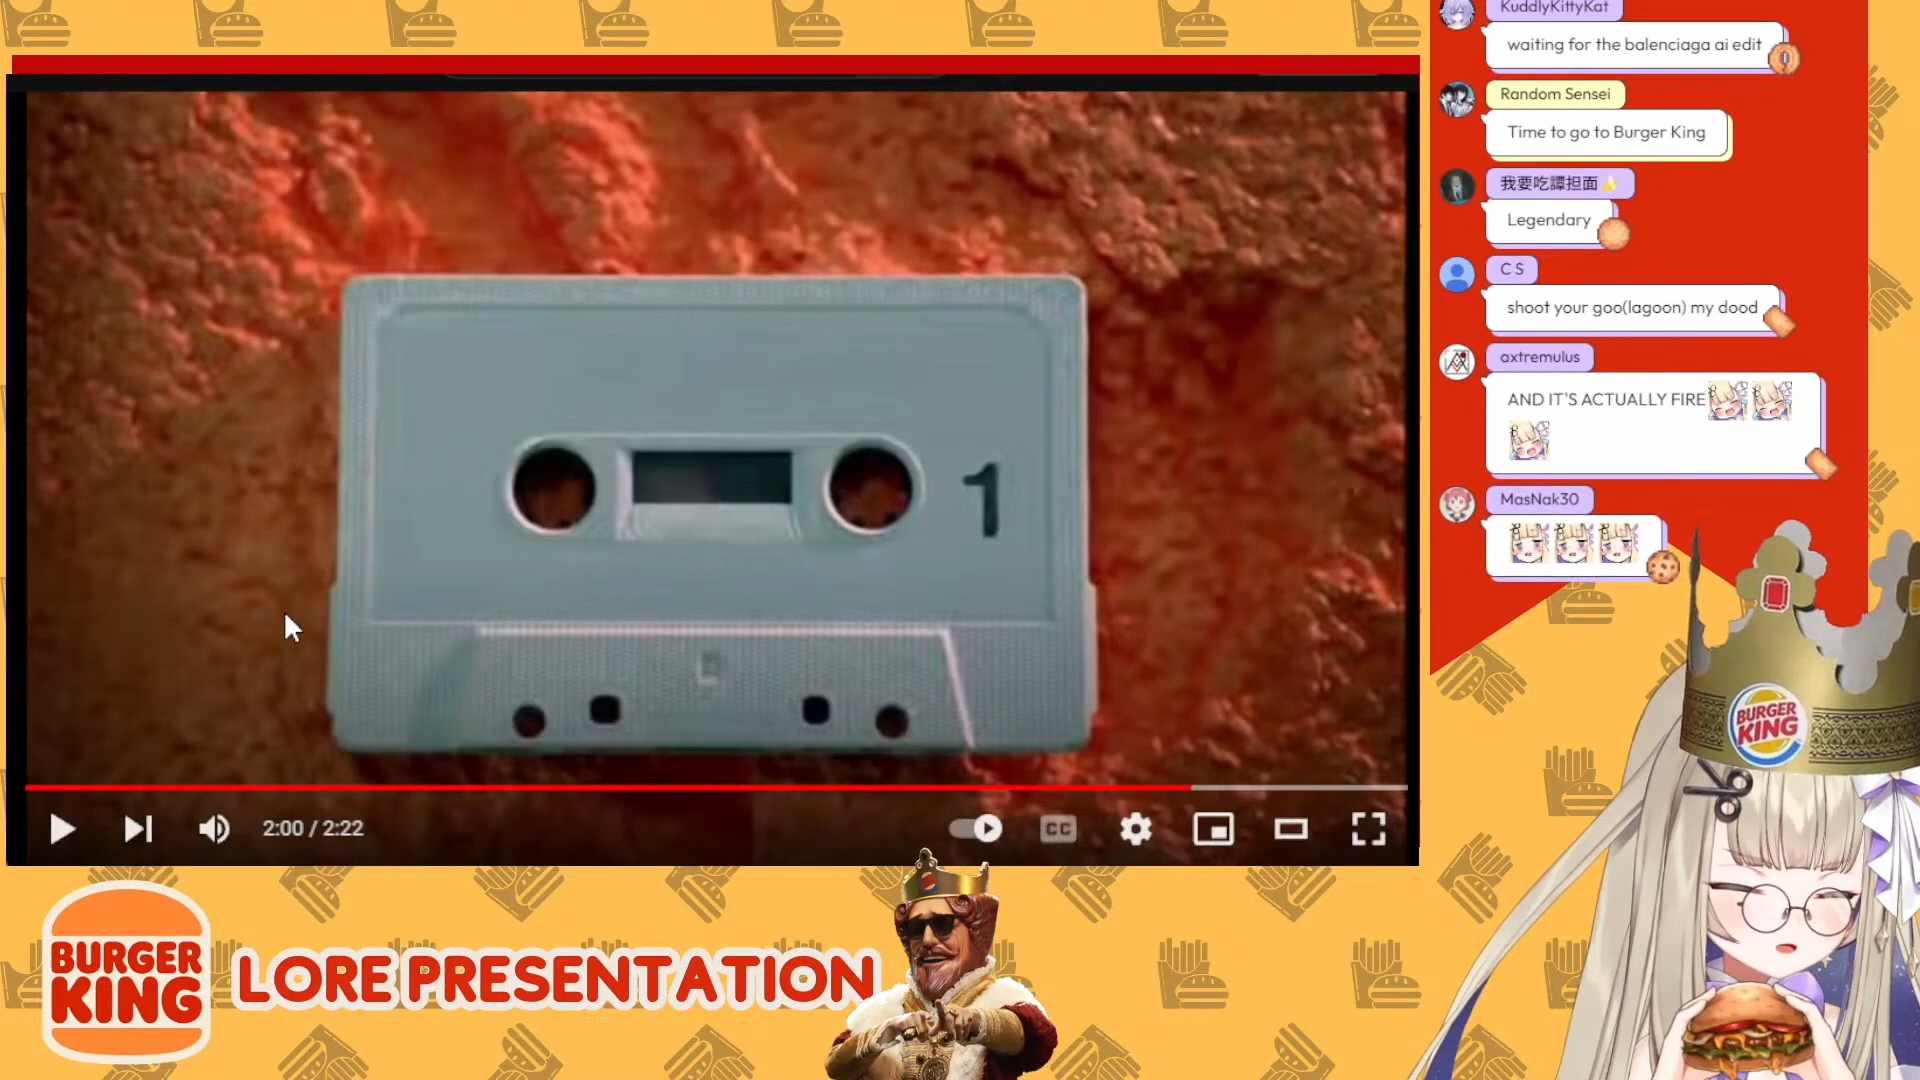 KuddlyKittyKat
waiting for the balenciaga ai edit
Random Sensei
Time to go to Burger King
我要吃譚担面
Legendary
C S
shoot your goo(lagoon) my dood
axtremulus
AND IT'S ACTUALLY FIRE
MasNak30
1
2:00 / 2:22
CC
BURGER
KING
LORE PRESENTATION
BURGER
KING